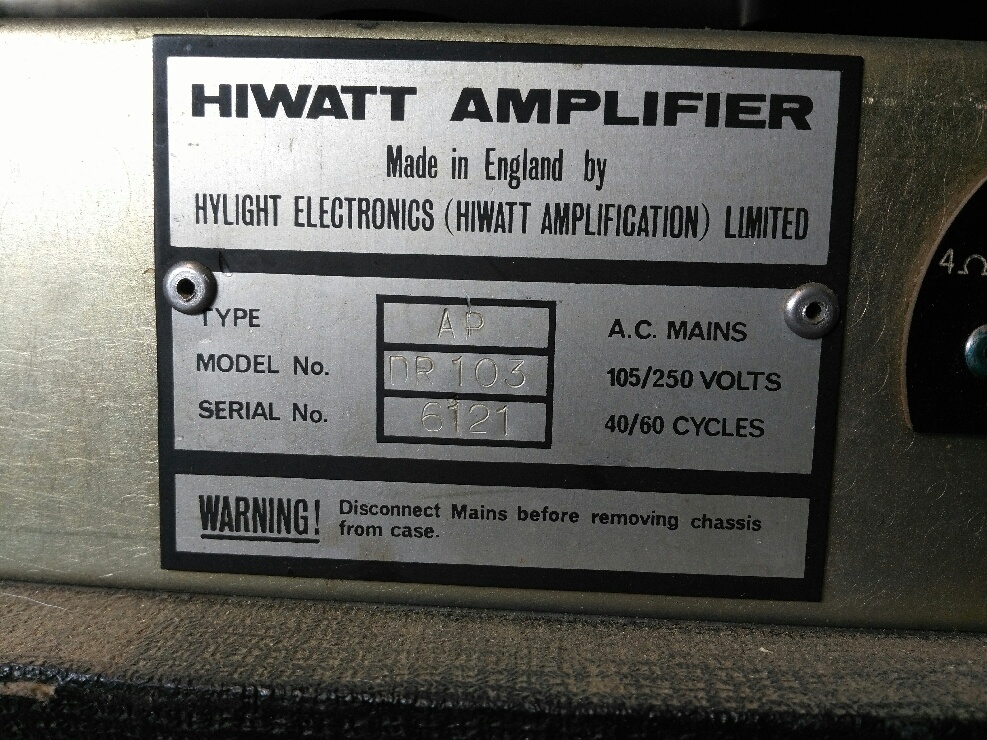 HIWATT AMPLIFIER
Made in England by
HYLIGHT ELECTRONICS (HIWATT AMPLIFICATION) LIMITED
TYPE AP A.C. MAINS
MODEL No. DR 103 105/250 VOLTS
SERIAL No. 6121 40/60 CYCLES
WARNING! Disconnect Mains before removing chassis
from case.
4Ω